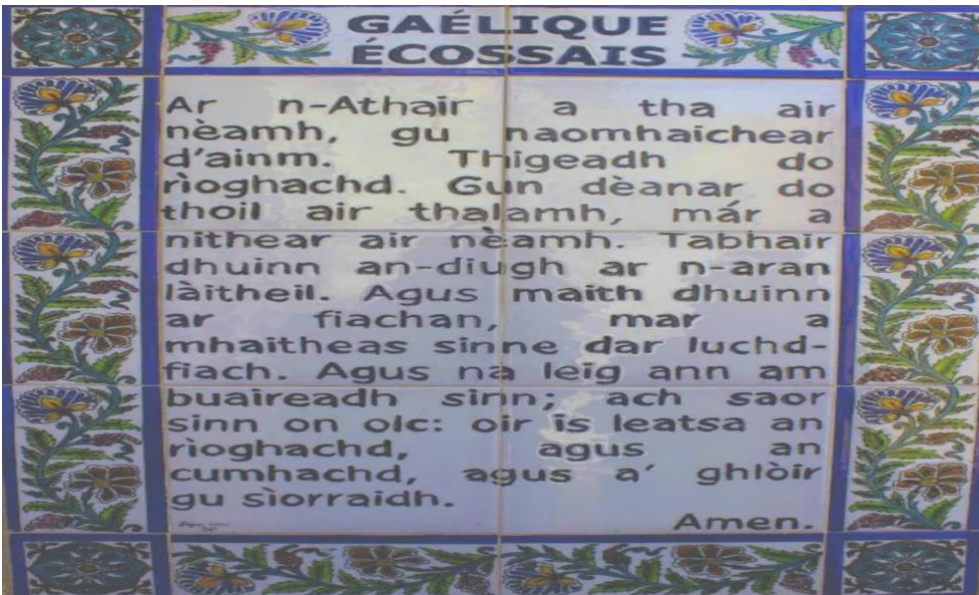 GAÉLIQUE
ÉCOSSAIS
Ar n-Athair a tha air
nèamh, gu naomhaichear
d'ainm. Thigeadh do
rìoghachd. Gun dèanar do
thoil air thalamh, már a
nithear air nèamh. Tabhair
dhuinn an-diugh ar n-aran
làitheil. Agus maith dhuinn
ar fiachan, mar a
mhaitheas sinne dar luchd-
fiach. Agus na leig ann am
buaireadh sinn; ach saor
sinn on olc: oir is leatsa an
rìoghachd, agus an
cumhachd, agus a' ghlòir
gu sìorraidh.
Amen.